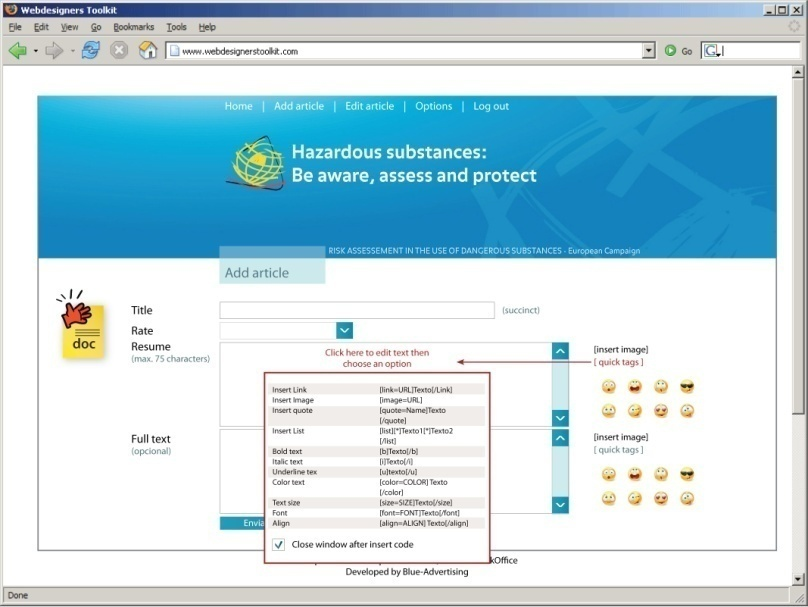 Webdesigners Toolkit
File Edit View Go Bookmarks Tools Help
www.webdesignerstoolkit.com
Go
G
Home | Add article | Edit article | Options | Log out
Hazardous substances:
Be aware, assess and protect
RISK ASSESSEMENT IN THE USE OF DANGEROUS SUBSTANCES - European Campaign
Add article
doc
Title
(succinct)
Rate
Resume
(max. 75 characters)
Click here to edit text then
choose an option
[insert image]
[ quick tags ]
Insert Link [link=URL]Texto[/Link]
Insert Image [image=URL]
Insert quote [quote=Name]Texto
[/quote]
Insert List [list][*]Texto1[*]Texto2
[/list]
Bold text [b]Texto[/b]
Italic text [i]Texto[/i]
Underline tex [u]texto[/u]
Color text [color=COLOR] Texto
[/color]
Text size [size=SIZE]Texto[/size]
Font [font=FONT]Texto[/font]
Align [align=ALIGN] Texto[/align]
Close window after insert code
Full text
(optional)
[insert image]
[ quick tags ]
Envia
kOffice
Developed by Blue-Advertising
Done